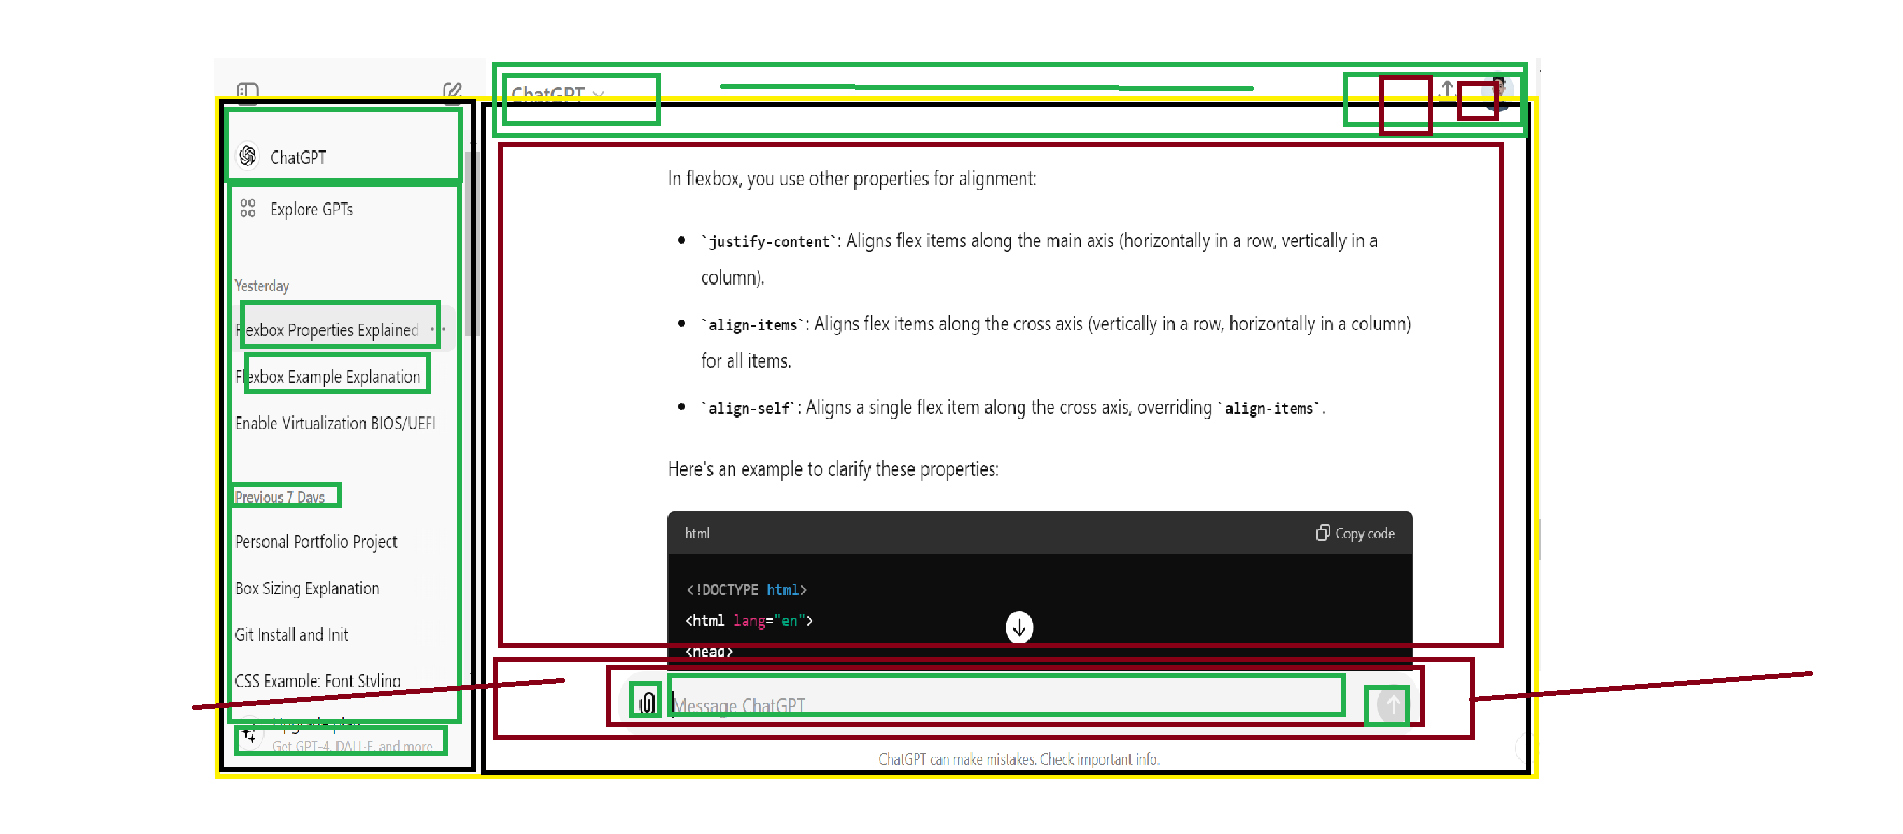 ChatGPT
ChatGPT
Explore GPTs
Yesterday
Flexbox Properties Explained
Flexbox Example Explanation
Enable Virtualization BIOS/UEFI
Previous 7 Days
Personal Portfolio Project
Box Sizing Explanation
Git Install and Init
CSS Example: Font Styling
Get GPT-4, DALL-E, and more
In flexbox, you use other properties for alignment:
• `justify-content`: Aligns flex items along the main axis (horizontally in a row, vertically in a
column).
• `align-items`: Aligns flex items along the cross axis (vertically in a row, horizontally in a column)
for all items.
• `align-self`: Aligns a single flex item along the cross axis, overriding `align-items`.
Here's an example to clarify these properties:
html Copy code
<!DOCTYPE html>
<html lang="en">
<head>
Message ChatGPT
ChatGPT can make mistakes. Check important info.